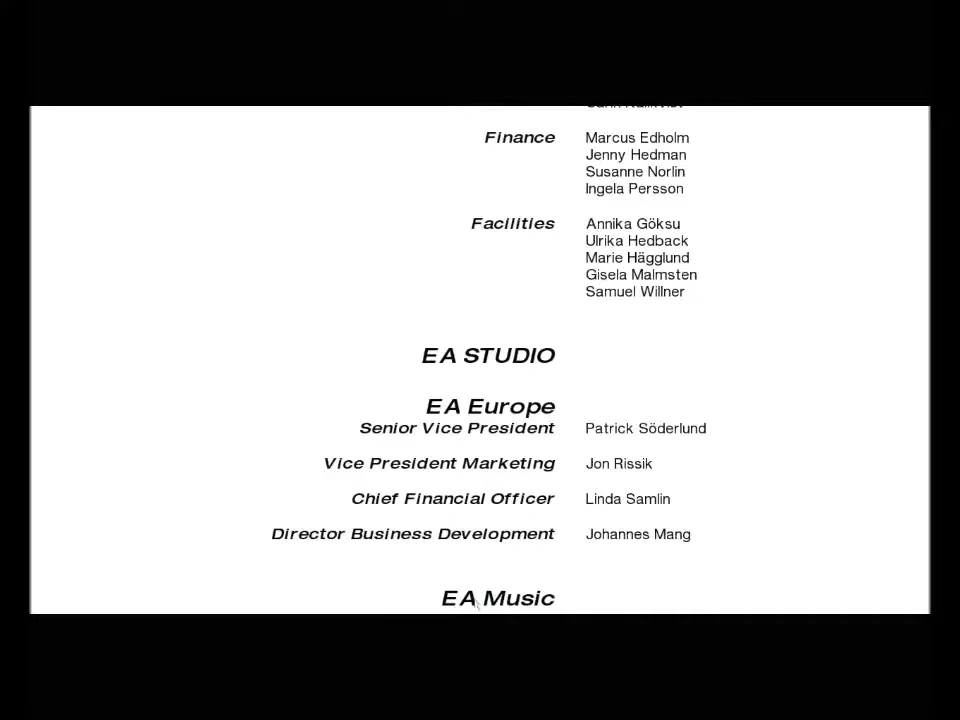 Finance Marcus Edholm
Jenny Hedman
Susanne Norlin
Ingela Persson
Facilities Annika Göksu
Ulrika Hedback
Marie Hägglund
Gisela Malmsten
Samuel Willner
EA STUDIO
EA Europe
Senior Vice President Patrick Söderlund
Vice President Marketing Jon Rissik
Chief Financial Officer Linda Samlin
Director Business Development Johannes Mang
EA Music